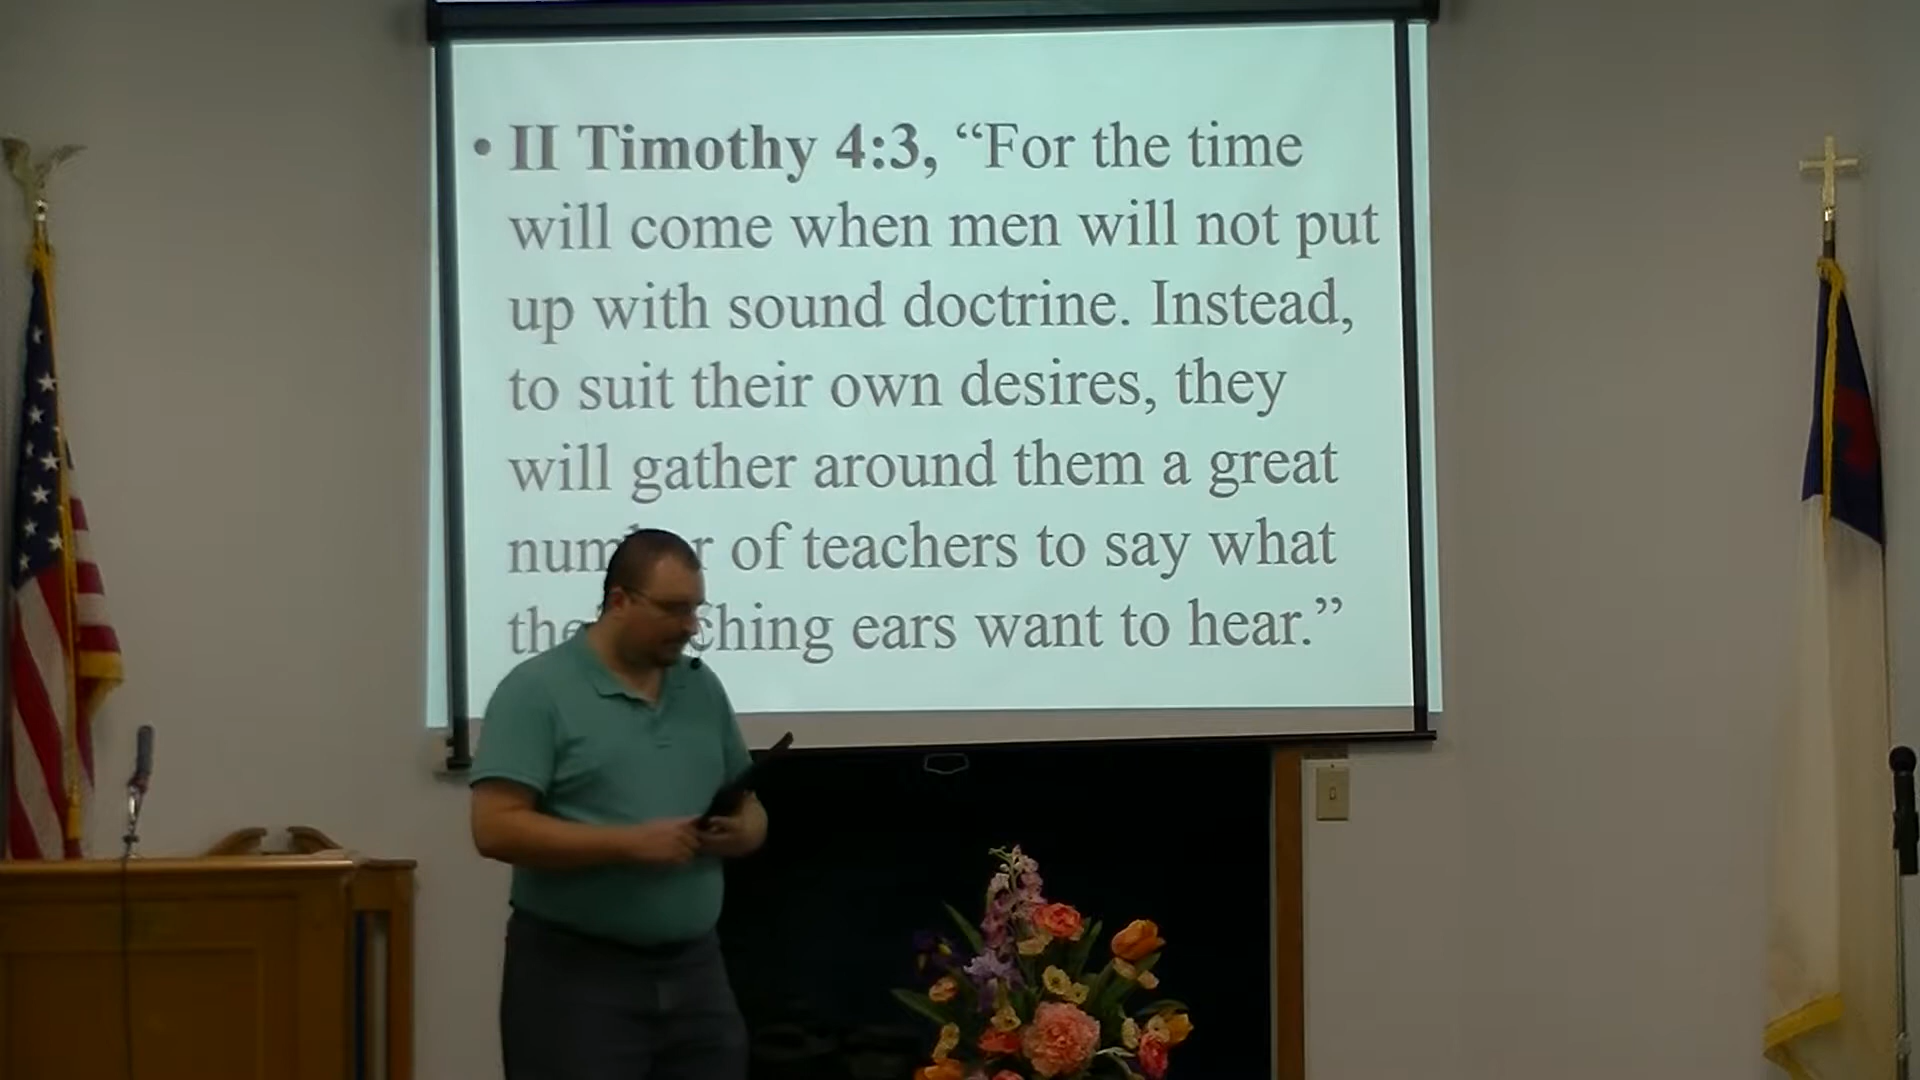 • II Timothy 4:3, “For the time
will come when men will not put
up with sound doctrine. Instead,
to suit their own desires, they
will gather around them a great
of teachers to say what
ears want to hear.”